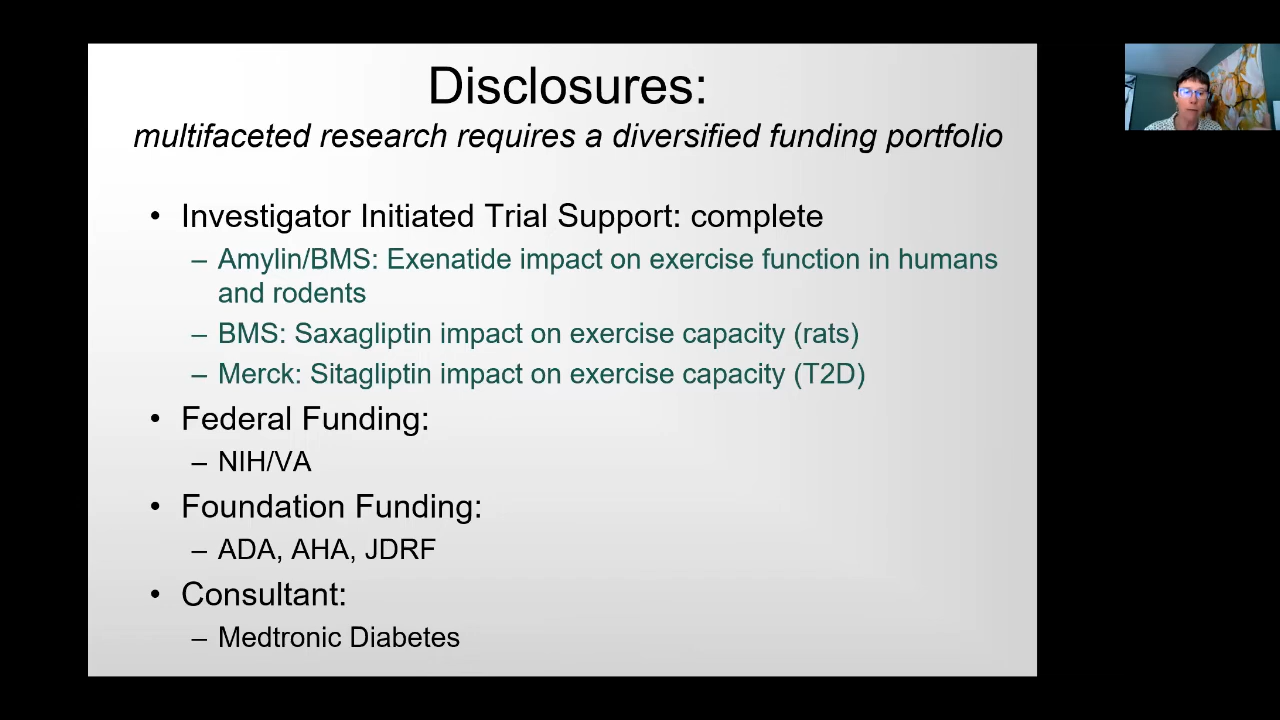 Disclosures:
multifaceted research requires a diversified funding portfolio
• Investigator Initiated Trial Support: complete
– Amylin/BMS: Exenatide impact on exercise function in humans
and rodents
– BMS: Saxagliptin impact on exercise capacity (rats)
– Merck: Sitagliptin impact on exercise capacity (T2D)
• Federal Funding:
– NIH/VA
• Foundation Funding:
– ADA, AHA, JDRF
• Consultant:
– Medtronic Diabetes